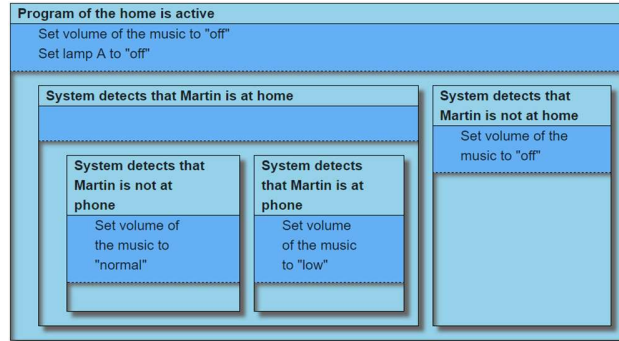 Program of the home is active
Set volume of the music to "off"
Set lamp A to "off"
System detects that Martin is at home
System detects that
Martin is not at
phone
Set volume of
the music to
"normal"
System detects
that Martin is at
phone
Set volume
of the music
to "low"
System detects that
Martin is not at home
Set volume of the
music to "off"